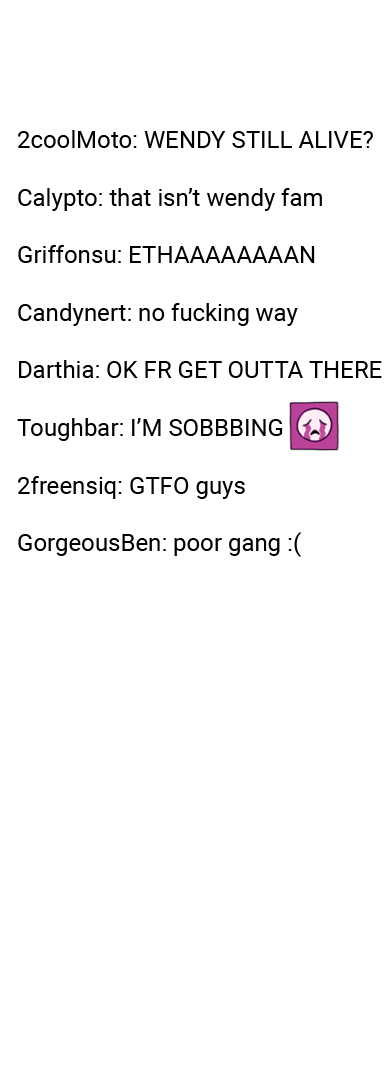 2coolMoto: WENDY STILL ALIVE?
Calypto: that isn’t wendy fam
Griffonsu: ETHAAAAAAAAN
Candynert: no fucking way
Darthia: OK FR GET OUTTA THERE
Toughbar: I’M SOBBBING
2freensiq: GTFO guys
GorgeousBen: poor gang :(